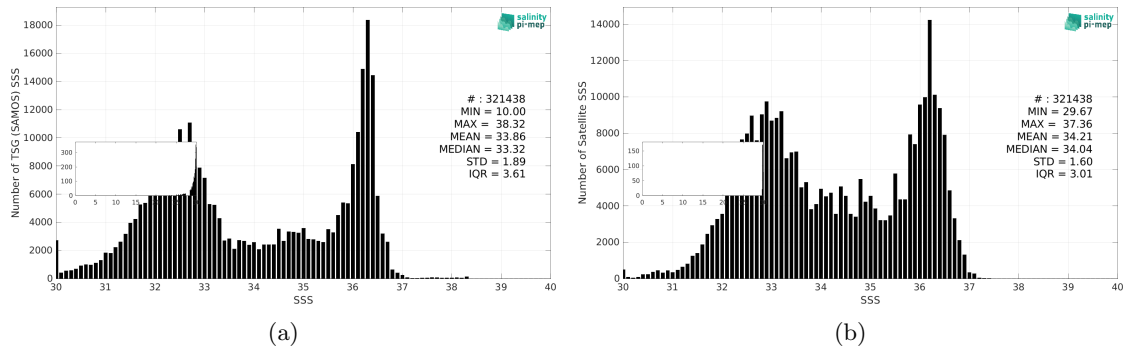 Number of TSG (SAMOS) SSS
18000
16000
14000
12000
10000
8000
6000
4000
2000
0
30 31 32 33 34 35 36 37 38 39 40
SSS
salinity
pi-mep
# : 321438
MIN = 10.00
MAX = 38.32
MEAN = 33.86
MEDIAN = 33.32
STD = 1.89
IQR = 3.61
300
200
100
0
0 5 10 15
(a)
Number of Satellite SSS
14000
12000
10000
8000
6000
4000
2000
0
30 31 32 33 34 35 36 37 38 39 40
SSS
salinity
pi-mep
# : 321438
MIN = 29.67
MAX = 37.36
MEAN = 34.21
MEDIAN = 34.04
STD = 1.60
IQR = 3.01
150
100
50
0
0 5 10 15 20
(b)